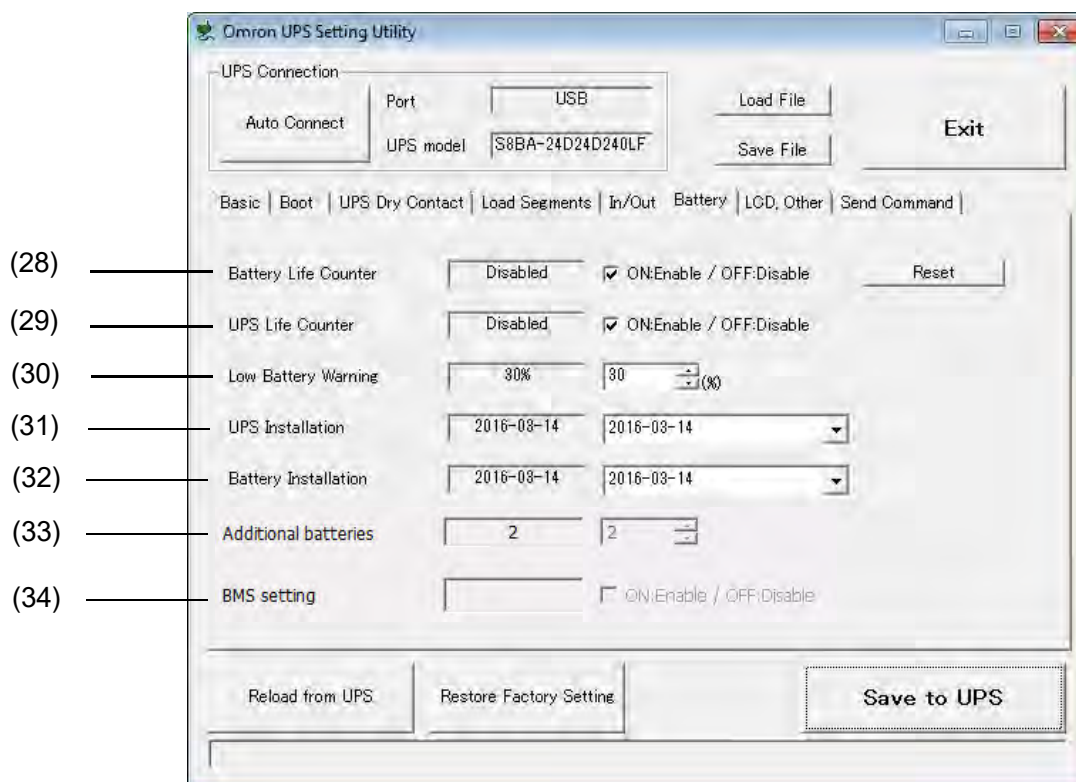 Omron UPS Setting Utility
UPS Connection
Auto Connect
Port
USB
UPS model
S8BA-24D24D240LF
Load File
Save File
Exit
Basic
Boot
UPS Dry Contact
Load Segments
In/Out
Battery
LCD, Other
Send Command
(28)
Battery Life Counter
Disabled
ON:Enable / OFF:Disable
Reset
(29)
UPS Life Counter
Disabled
ON:Enable / OFF:Disable
(30)
Low Battery Warning
30%
30
(%)
(31)
UPS Installation
2016-03-14
2016-03-14
(32)
Battery Installation
2016-03-14
2016-03-14
(33)
Additional batteries
2
2
(34)
BMS setting
ON:Enable / OFF:Disable
Reload from UPS
Restore Factory Setting
Save to UPS